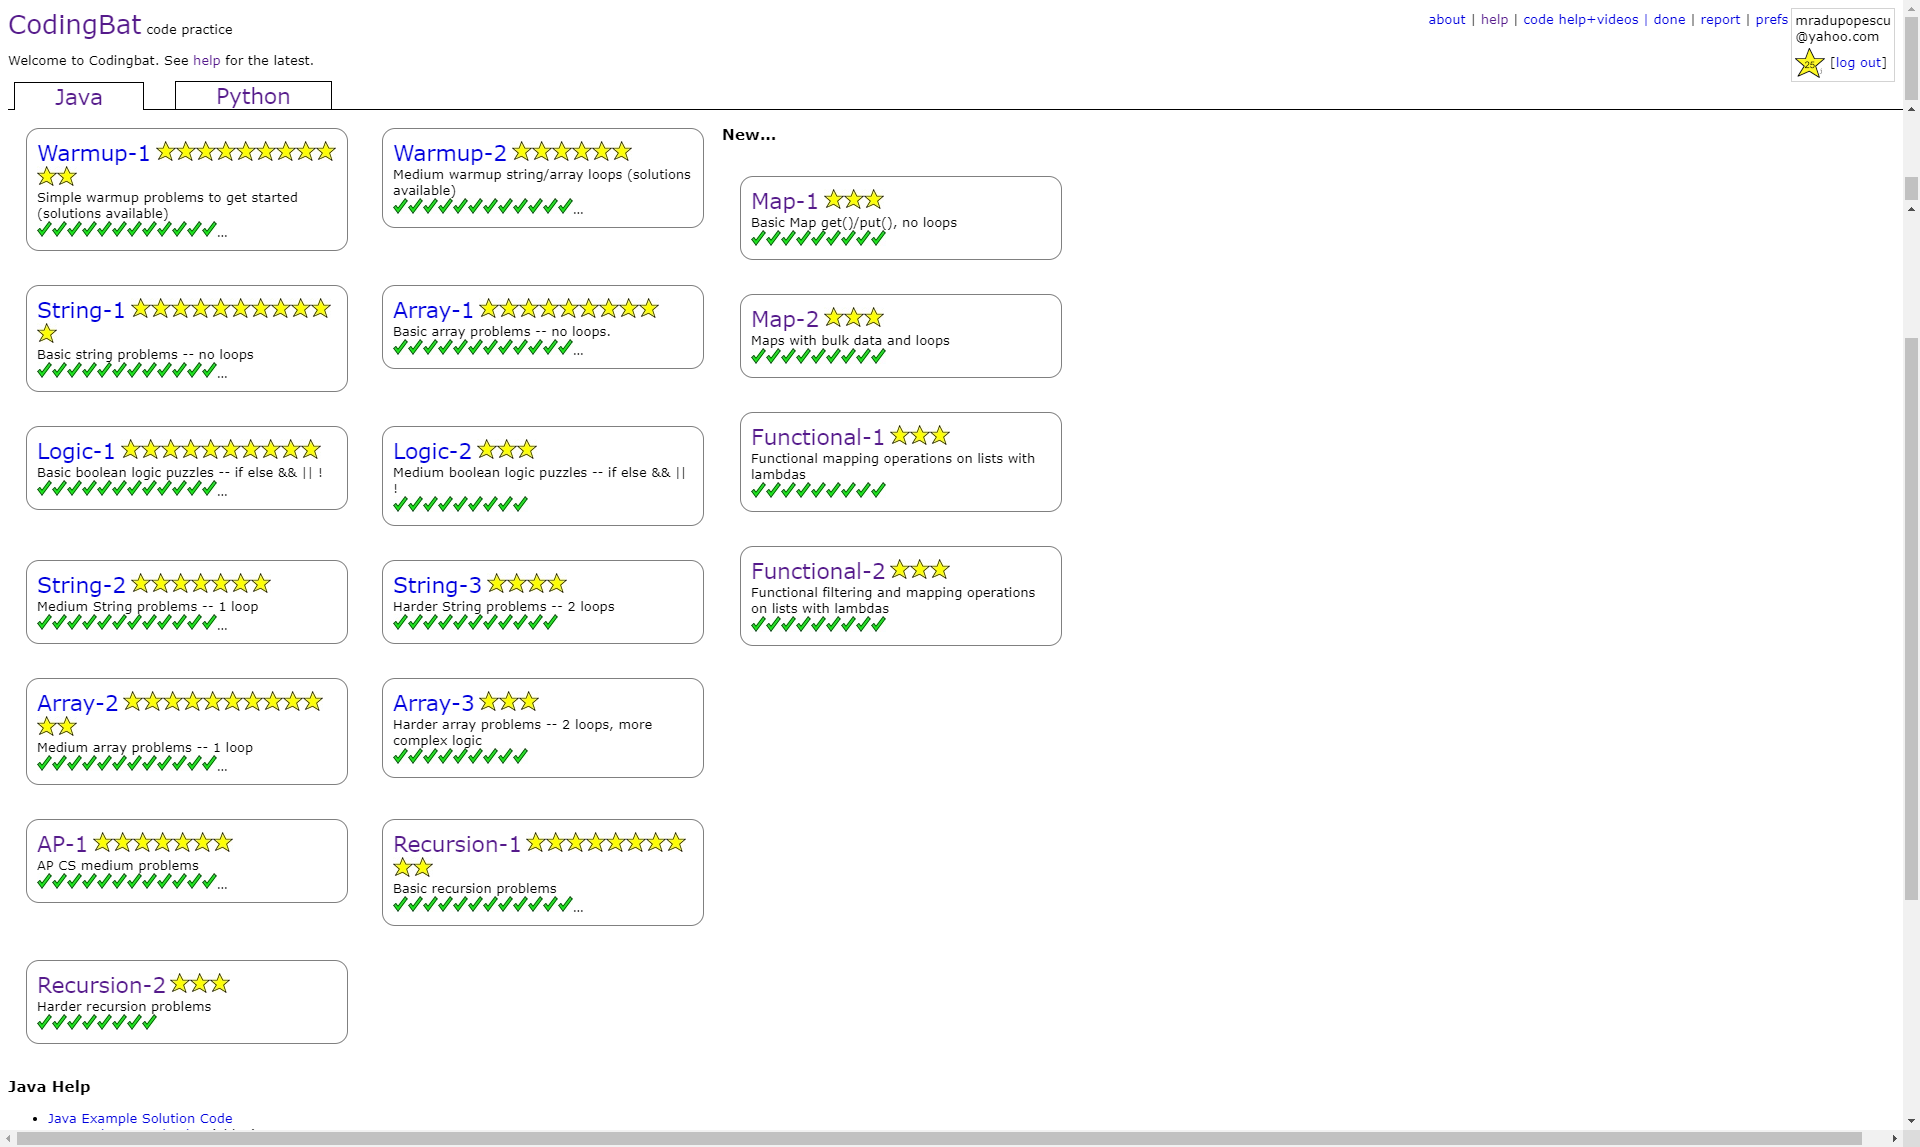 CodingBat code practice
about | help | code help+videos | done | report | prefs
mradupopescu
@yahoo.com
25
[log out]
Welcome to Codingbat. See help for the latest.
Java
Python
Warmup-1
Simple warmup problems to get started
(solutions available)
...
Warmup-2
Medium warmup string/array loops (solutions
available)
...
String-1
Basic string problems -- no loops
...
Array-1
Basic array problems -- no loops.
...
Logic-1
Basic boolean logic puzzles -- if else && || !
...
Logic-2
Medium boolean logic puzzles -- if else && ||
!
String-2
Medium String problems -- 1 loop
...
String-3
Harder String problems -- 2 loops
Array-2
Medium array problems -- 1 loop
...
Array-3
Harder array problems -- 2 loops, more
complex logic
AP-1
AP CS medium problems
...
Recursion-1
Basic recursion problems
...
Recursion-2
Harder recursion problems
New...
Map-1
Basic Map get()/put(), no loops
Map-2
Maps with bulk data and loops
Functional-1
Functional mapping operations on lists with
lambdas
Functional-2
Functional filtering and mapping operations
on lists with lambdas
Java Help
• Java Example Solution Code